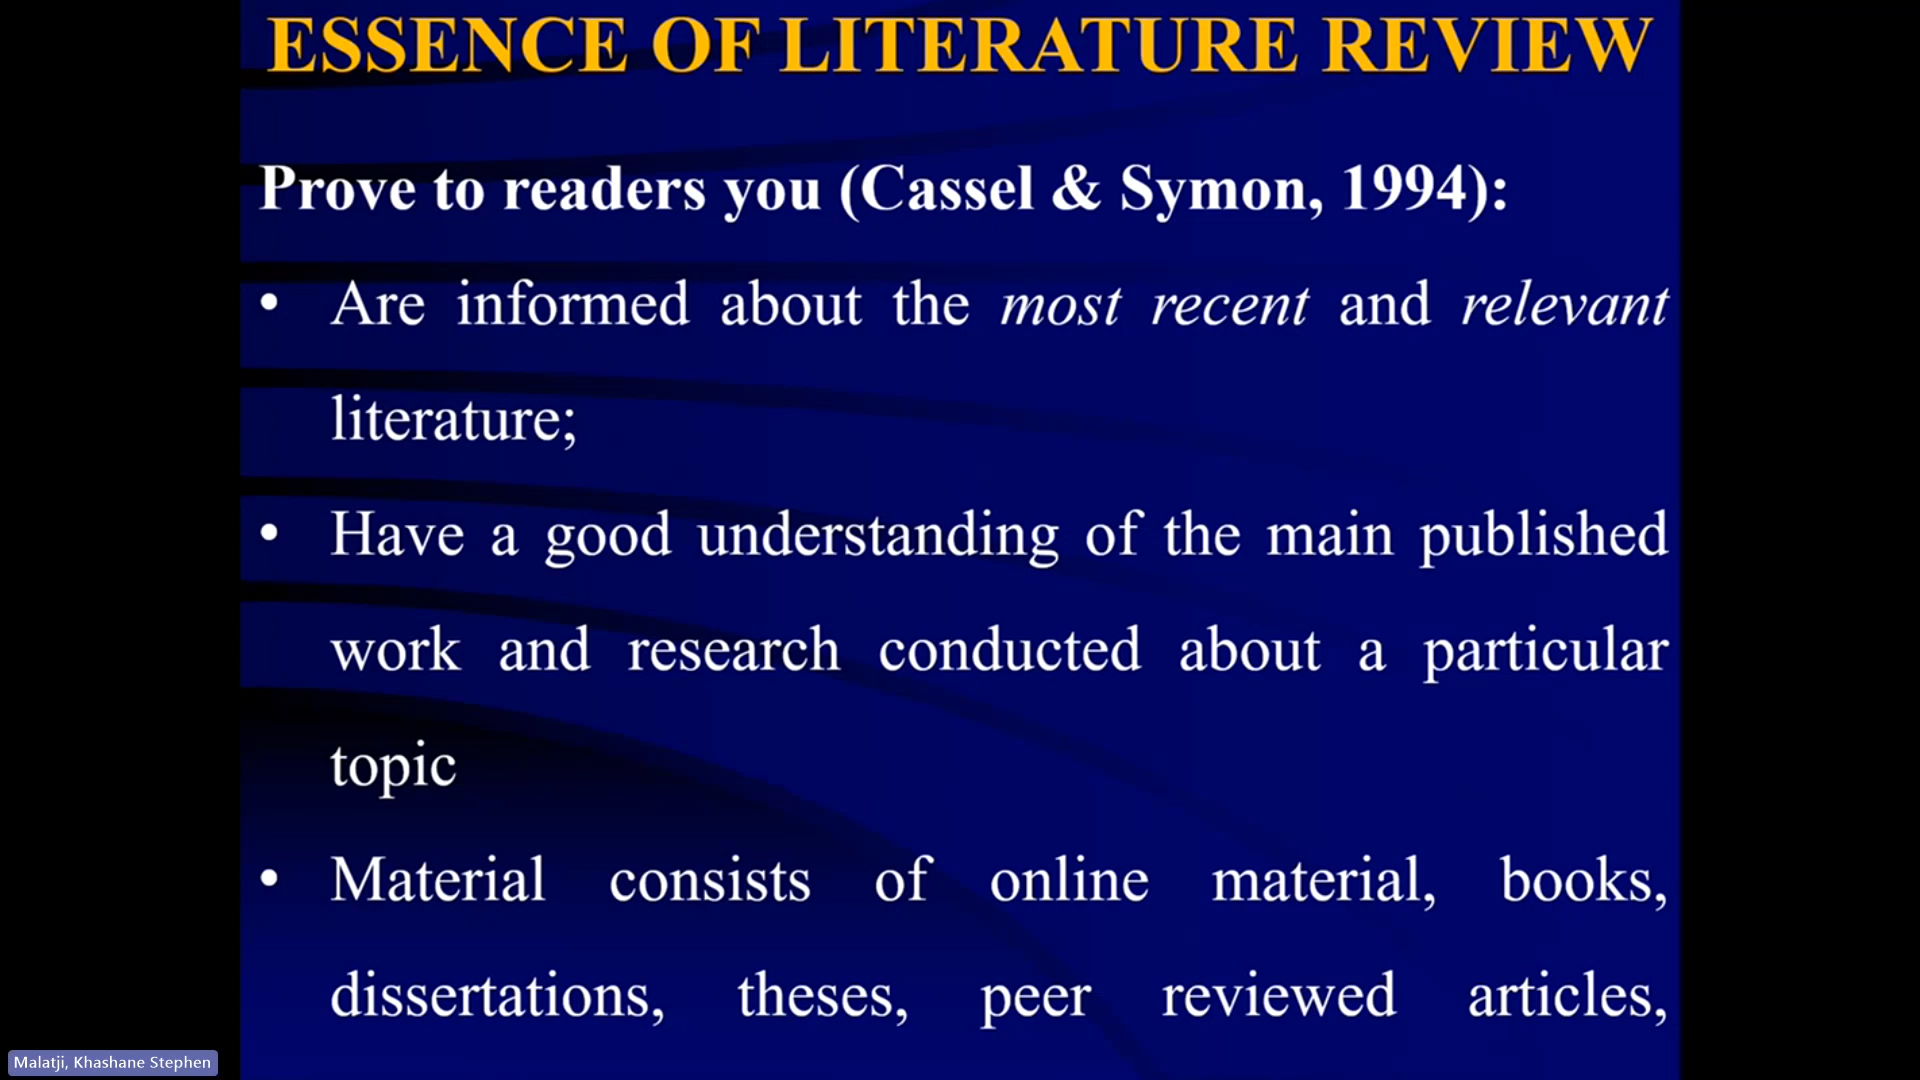 ESSENCE OF LITERATURE REVIEW
Prove to readers you (Cassel & Symon, 1994):
• Are informed about the most recent and relevant
literature;
• Have a good understanding of the main published
work and research conducted about a particular
topic
• Material consists of online material, books,
dissertations, theses, peer reviewed articles,
Malatji, Khashane Stephen